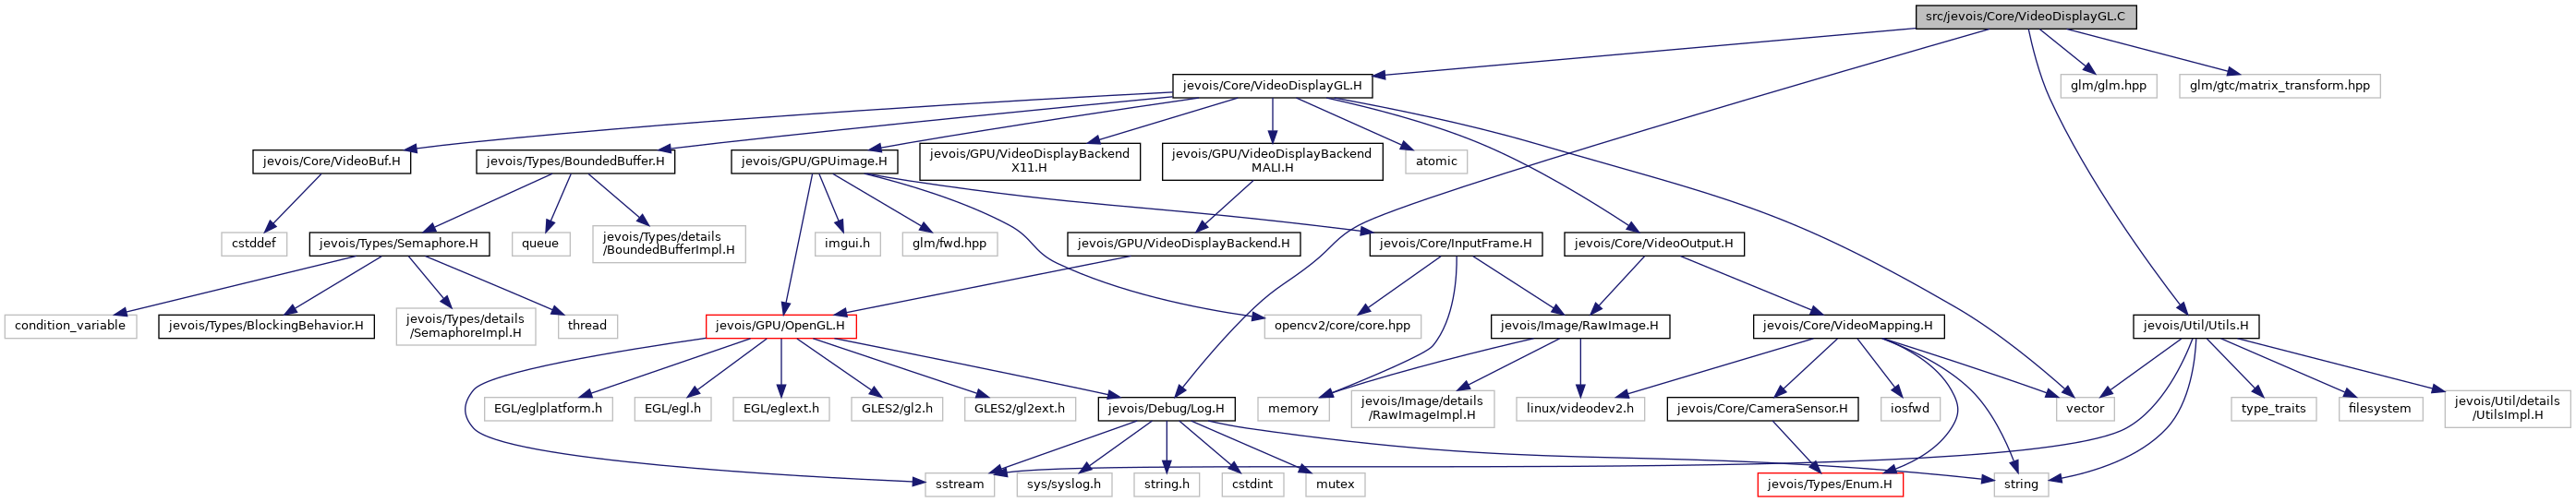 src/jevois/Core/VideoDisplayGL.C
jevois/Core/VideoDisplayGL.H
glm/glm.hpp
glm/gtc/matrix_transform.hpp
jevois/Core/VideoBuf.H
jevois/Types/BoundedBuffer.H
jevois/GPU/GPUimage.H
jevois/GPU/VideoDisplayBackend
X11.H
jevois/GPU/VideoDisplayBackend
MALI.H
atomic
cstddef
jevois/Types/Semaphore.H
queue
jevois/Types/details
/BoundedBufferImpl.H
imgui.h
glm/fwd.hpp
jevois/GPU/VideoDisplayBackend.H
jevois/Core/InputFrame.H
jevois/Core/VideoOutput.H
condition_variable
jevois/Types/BlockingBehavior.H
jevois/Types/details
/SemaphoreImpl.H
thread
jevois/GPU/OpenGL.H
opencv2/core/core.hpp
jevois/Image/RawImage.H
jevois/Core/VideoMapping.H
jevois/Util/Utils.H
EGL/eglplatform.h
EGL/egl.h
EGL/eglext.h
GLES2/gl2.h
GLES2/gl2ext.h
jevois/Debug/Log.H
memory
jevois/Image/details
/RawImageImpl.H
linux/videodev2.h
jevois/Core/CameraSensor.H
iosfwd
vector
type_traits
filesystem
jevois/Util/details
/UtilsImpl.H
sstream
sys/syslog.h
string.h
cstdint
mutex
jevois/Types/Enum.H
string